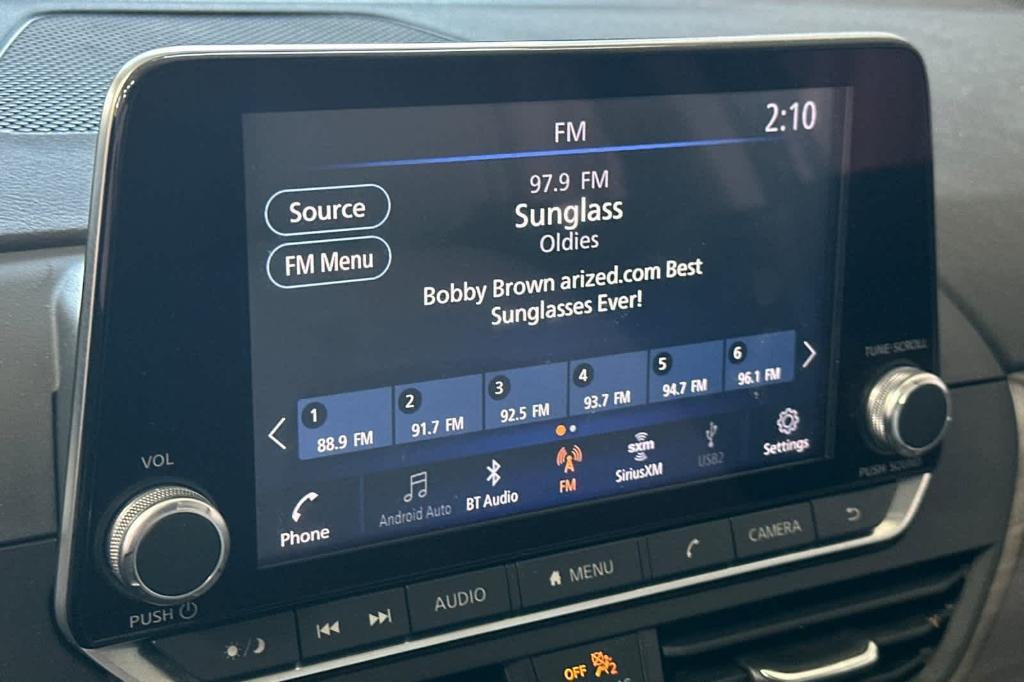 FM
2:10
97.9 FM
Source
Sunglass
Oldies
FM Menu
Bobby Brown arized.com Best
Sunglasses Ever!
1 88.9 FM
2 91.7 FM
3 92.5 FM
4 93.7 FM
5 94.7 FM
6 96.1 FM
TUNE·SCROLL
VOL
Phone
Android Auto
BT Audio
FM
sxm
SiriusXM
USB2
Settings
PUSH SOUND
PUSH
AUDIO
MENU
CAMERA
OFF
2